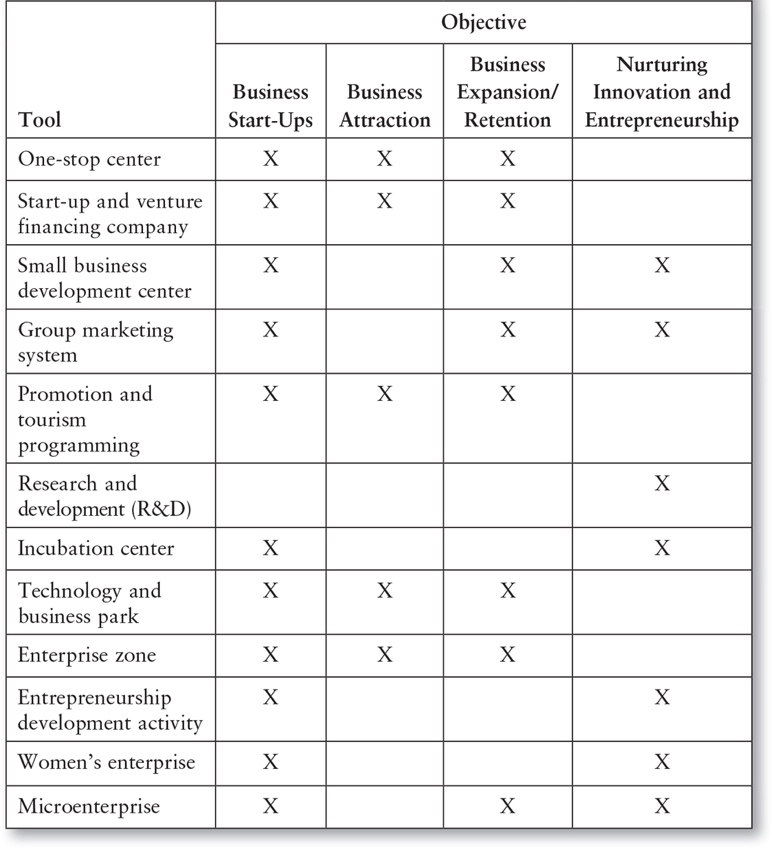 Objective
Tool
Business
Start-Ups
Business
Attraction
Business
Expansion/
Retention
Nurturing
Innovation and
Entrepreneurship
One-stop center X X X
Start-up and venture X X X
financing company
Small business X X X
development center
Group marketing X X X
system
Promotion and X X X
tourism
programming
Research and X
development (R&D)
Incubation center X X
Technology and X X X
business park
Enterprise zone X X X
Entrepreneurship X X
development activity
Women’s enterprise X X
Microenterprise X X X